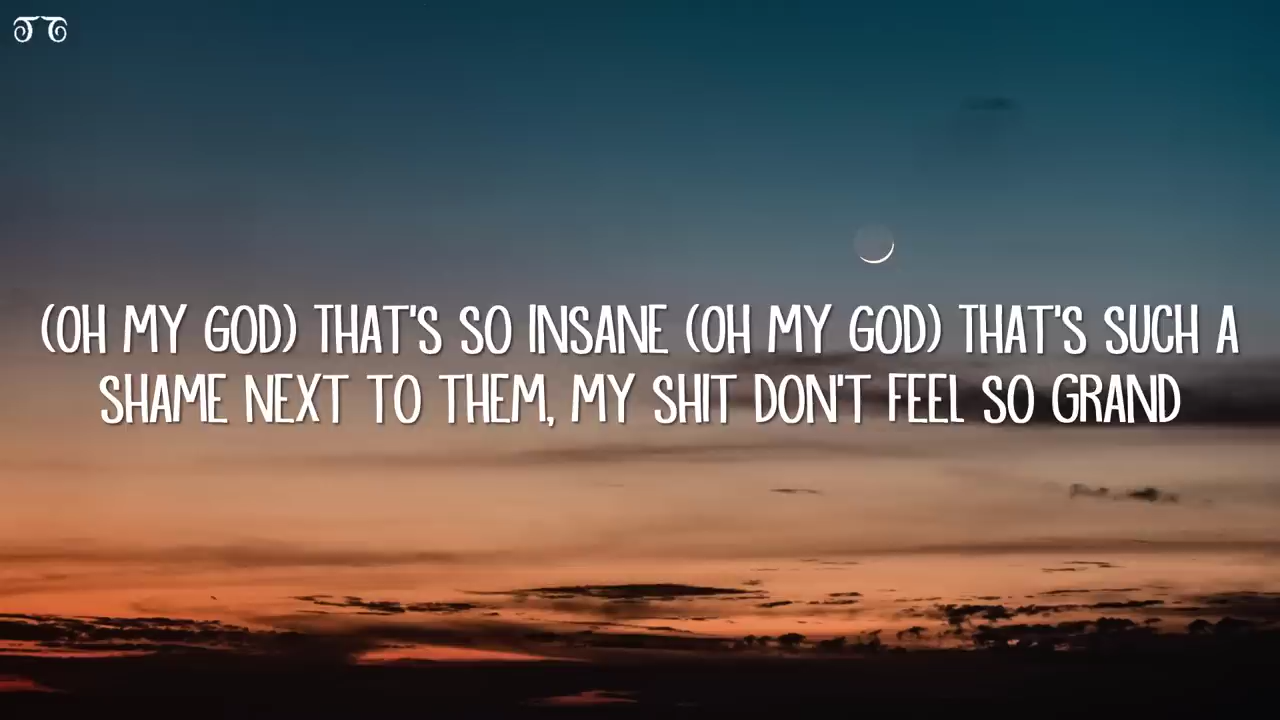 (OH MY GOD) THAT'S SO INSANE (OH MY GOD) THAT'S SUCH A
SHAME NEXT TO THEM, MY SHIT DON'T FEEL SO GRAND